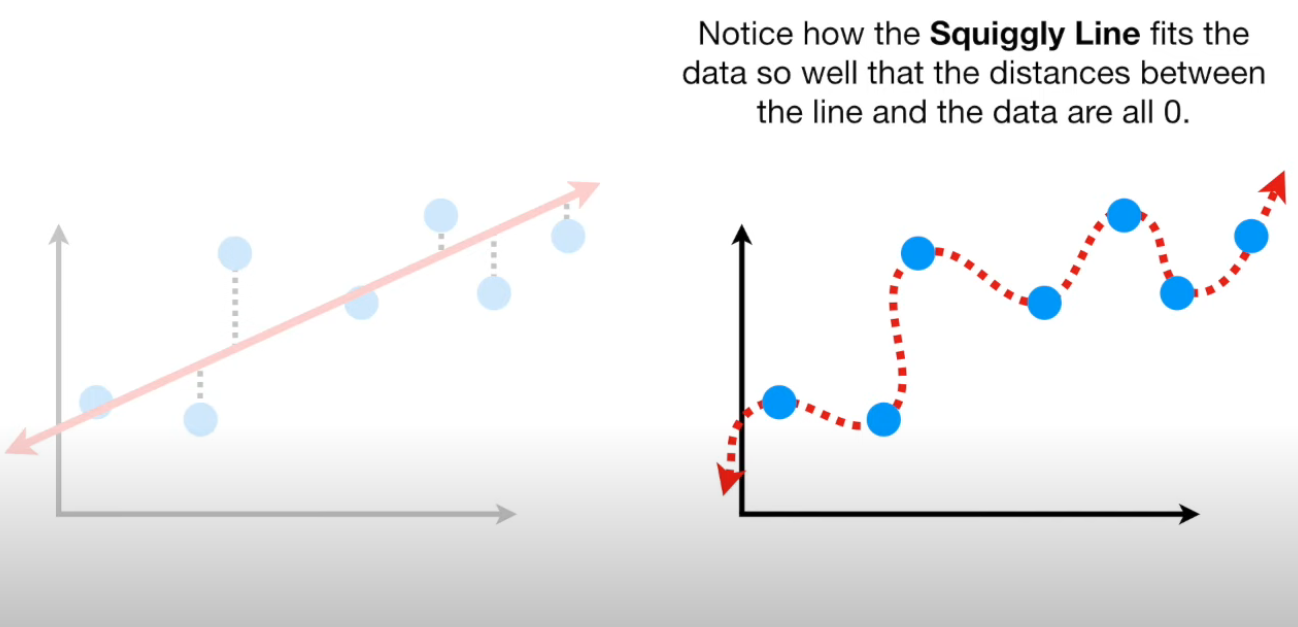 Notice how the Squiggly Line fits the
data so well that the distances between
the line and the data are all 0.